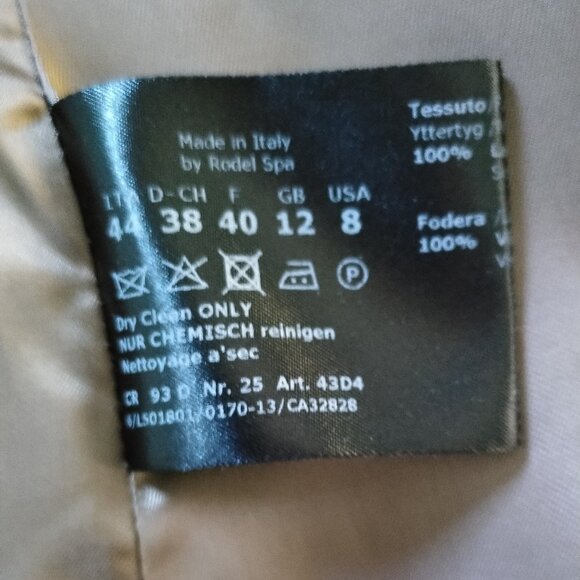 Made in Italy
by Rodel Spa
Tessuto
Yttertyg
100%
D-CH F GB USA
44 38 40 12 8
Fodera
100%
P
Dry Clean ONLY
NUR CHEMISCH reinigen
Nettoyage a'sec
CR 93 D Nr. 25 Art. 43D4
/LS01801/0170-13/CA32828